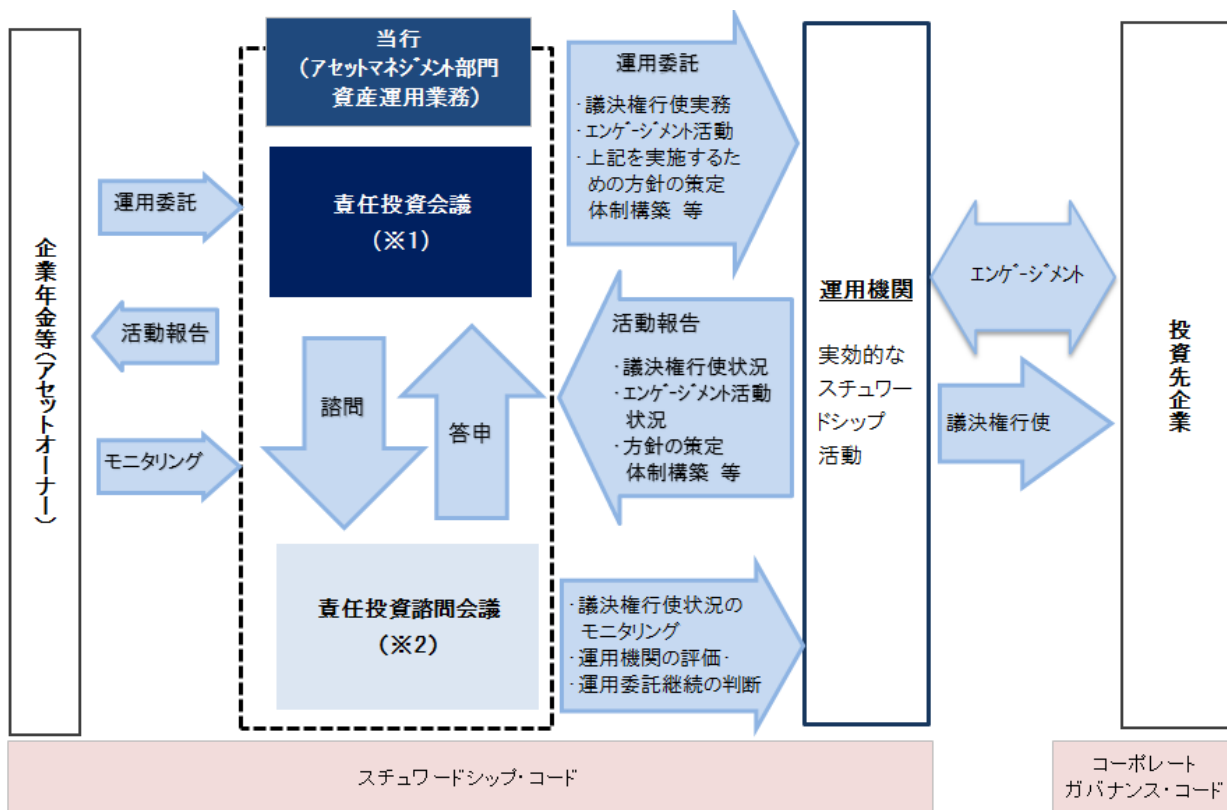 企業年金等（アセットオーナー）
運用委託
活動報告
モニタリング
当行
（アセットマネジメント部門
資産運用業務）
責任投資会議
（※1）
諮問
答申
責任投資諮問会議
（※2）
運用委託
・議決権行使実務
・エンゲージメント活動
・上記を実施するた
めの方針の策定
体制構築 等
活動報告
・議決権行使状況
・エンゲージメント活動
状況
・方針の策定
体制構築 等
・議決権行使状況の
モニタリング
・運用機関の評価・
・運用委託継続の判断
運用機関
実効的な
スチュワー
ドシップ
活動
エンゲージメント
議決権行使
投資先企業
スチュワードシップ・コード
コーポレート
ガバナンス・コード